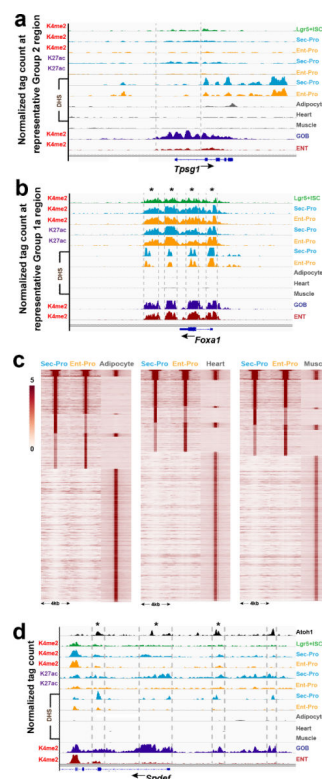 a
Normalized tag count at
representative Group 2 region
K4me2
Lgr5+ISC
K4me2
Sec-Pro
K4me2
Ent-Pro
K27ac
Sec-Pro
K27ac
Ent-Pro
DHS
Sec-Pro
Ent-Pro
Adipocyte
Heart
Muscle
K4me2
GOB
K4me2
ENT
Tpsg1
b
Normalized tag count at
representative Group 1a region
* * * *
K4me2
Lgr5+ISC
K4me2
Sec-Pro
K4me2
Ent-Pro
K27ac
Sec-Pro
K27ac
Ent-Pro
DHS
Sec-Pro
Ent-Pro
Adipocyte
Heart
Muscle
K4me2
GOB
K4me2
ENT
Foxa1
c
Sec-Pro Ent-Pro Adipocyte
Sec-Pro Ent-Pro Heart
Sec-Pro Ent-Pro Musc
5
0
4kb
4kb
4kb
d
Normalized tag count
* * *
Atoh1
K4me2
Lgr5+ISC
K4me2
Sec-Pro
K4me2
Ent-Pro
K27ac
Sec-Pro
K27ac
Ent-Pro
DHS
Sec-Pro
Ent-Pro
Adipocyte
Heart
Muscle
K4me2
GOB
K4me2
ENT
Spdef